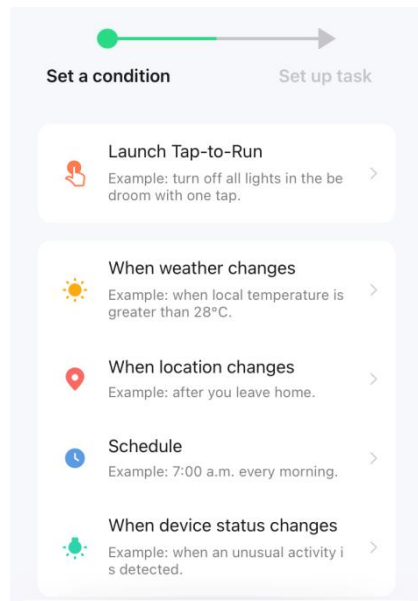 Set a condition
Set up task
Launch Tap-to-Run
Example: turn off all lights in the be
droom with one tap.
When weather changes
Example: when local temperature is
greater than 28°C.
When location changes
Example: after you leave home.
Schedule
Example: 7:00 a.m. every morning.
When device status changes
Example: when an unusual activity i
s detected.